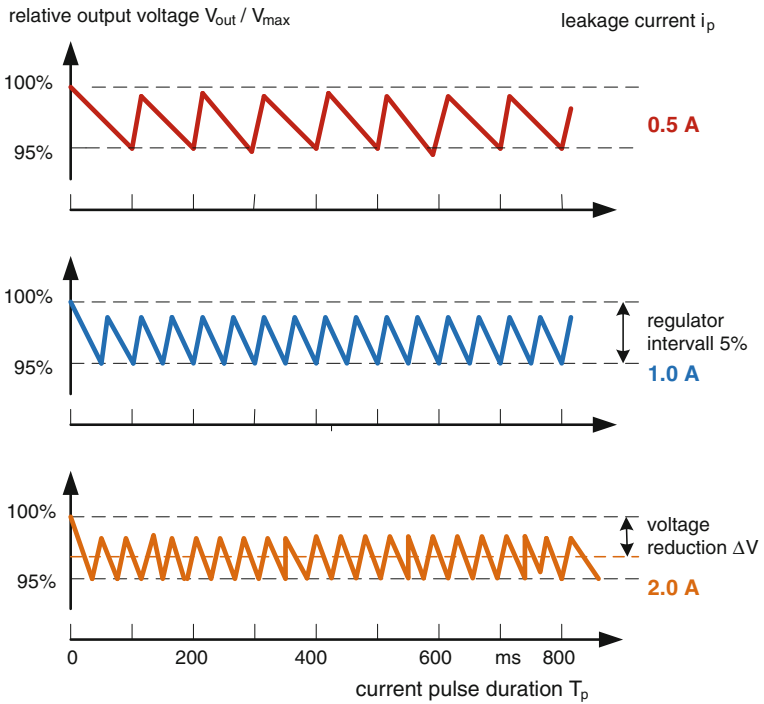 relative output voltage Vout / Vmax
leakage current ip
100%
95%
0.5 A
100%
95%
regulator
intervall 5%
1.0 A
100%
95%
voltage
reduction ΔV
2.0 A
0 200 400 600 ms 800
current pulse duration Tp